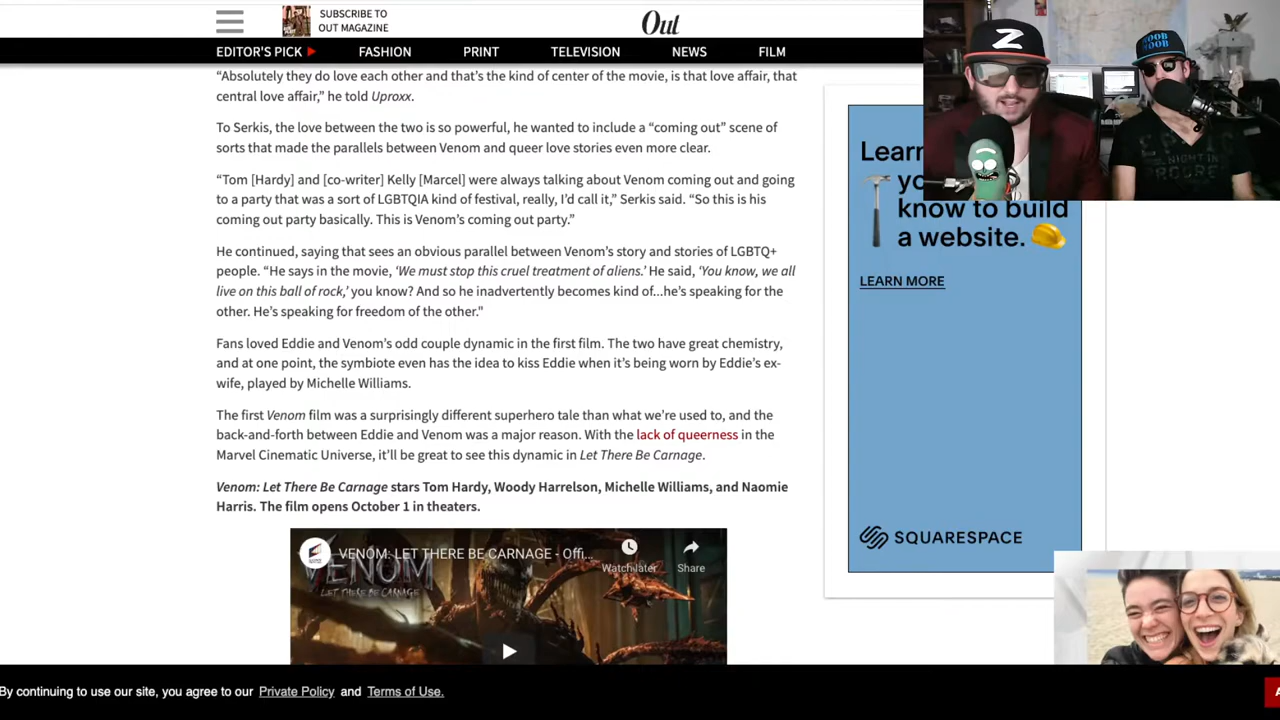 SUBSCRIBE TO
OUT MAGAZINE
Out
EDITOR'S PICK
FASHION
PRINT
TELEVISION
NEWS
FILM
“Absolutely they do love each other and that’s the kind of center of the movie, is that love affair, that
central love affair,” he told Uproxx.
To Serkis, the love between the two is so powerful, he wanted to include a “coming out” scene of
sorts that made the parallels between Venom and queer love stories even more clear.
“Tom [Hardy] and [co-writer] Kelly [Marcel] were always talking about Venom coming out and going
to a party that was a sort of LGBTQIA kind of festival, really, I’d call it,” Serkis said. “So this is his
coming out party basically. This is Venom’s coming out party.”
He continued, saying that sees an obvious parallel between Venom’s story and stories of LGBTQ+
people. “He says in the movie, ‘We must stop this cruel treatment of aliens.’ He said, ‘You know, we all
live on this ball of rock,’ you know? And so he inadvertently becomes kind of...he’s speaking for the
other. He’s speaking for freedom of the other."
Fans loved Eddie and Venom’s odd couple dynamic in the first film. The two have great chemistry,
and at one point, the symbiote even has the idea to kiss Eddie when it’s being worn by Eddie’s ex-
wife, played by Michelle Williams.
The first Venom film was a surprisingly different superhero tale than what we’re used to, and the
back-and-forth between Eddie and Venom was a major reason. With the lack of queerness in the
Marvel Cinematic Universe, it’ll be great to see this dynamic in Let There Be Carnage.
Venom: Let There Be Carnage stars Tom Hardy, Woody Harrelson, Michelle Williams, and Naomie
Harris. The film opens October 1 in theaters.
VENOM: LET THERE BE CARNAGE - Offi...
Watch later
Share
VENOM
LET THERE BE CARNAGE
Z
NOOB
NOOB
Lear
yo
know to build
a website.
LEARN MORE
SQUARESPACE
By continuing to use our site, you agree to our Private Policy and Terms of Use.